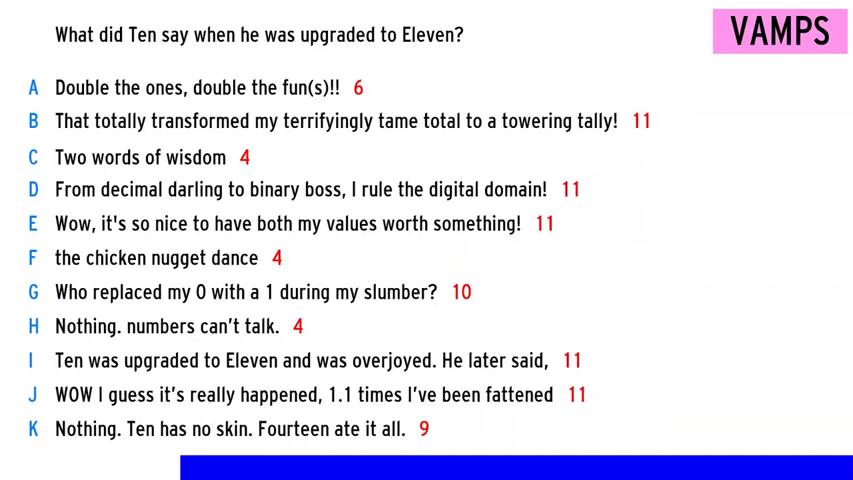 What did Ten say when he was upgraded to Eleven?
VAMPS
A Double the ones, double the fun(s)!! 6
B That totally transformed my terrifyingly tame total to a towering tally! 11
C Two words of wisdom 4
D From decimal darling to binary boss, I rule the digital domain! 11
E Wow, it's so nice to have both my values worth something! 11
F the chicken nugget dance 4
G Who replaced my 0 with a 1 during my slumber? 10
H Nothing. numbers can't talk. 4
I Ten was upgraded to Eleven and was overjoyed. He later said, 11
J WOW I guess it's really happened, 1.1 times I've been fattened 11
K Nothing. Ten has no skin. Fourteen ate it all. 9